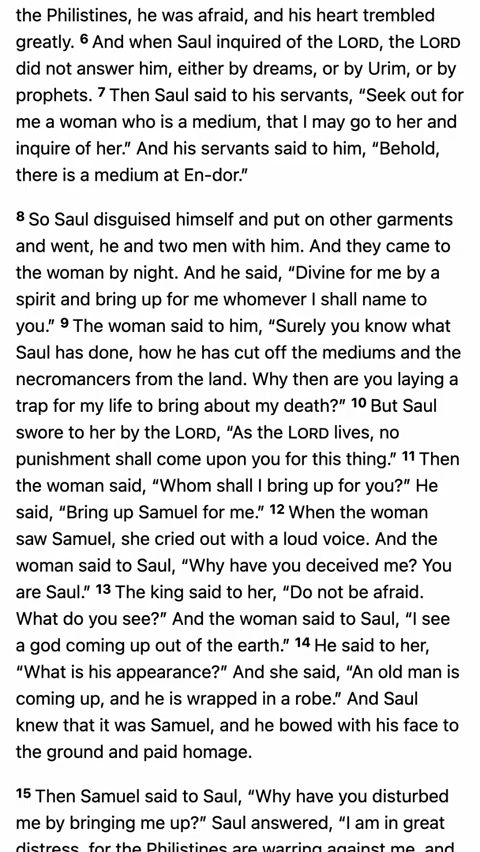 the Philistines, he was afraid, and his heart trembled
greatly. 6 And when Saul inquired of the LORD, the LORD
did not answer him, either by dreams, or by Urim, or by
prophets. 7 Then Saul said to his servants, “Seek out for
me a woman who is a medium, that I may go to her and
inquire of her.” And his servants said to him, “Behold,
there is a medium at En-dor.”
8 So Saul disguised himself and put on other garments
and went, he and two men with him. And they came to
the woman by night. And he said, “Divine for me by a
spirit and bring up for me whomever I shall name to
you.” 9 The woman said to him, “Surely you know what
Saul has done, how he has cut off the mediums and the
necromancers from the land. Why then are you laying a
trap for my life to bring about my death?” 10 But Saul
swore to her by the LORD, “As the LORD lives, no
punishment shall come upon you for this thing.” 11 Then
the woman said, “Whom shall I bring up for you?” He
said, “Bring up Samuel for me.” 12 When the woman
saw Samuel, she cried out with a loud voice. And the
woman said to Saul, “Why have you deceived me? You
are Saul.” 13 The king said to her, “Do not be afraid.
What do you see?” And the woman said to Saul, “I see
a god coming up out of the earth.” 14 He said to her,
“What is his appearance?” And she said, “An old man is
coming up, and he is wrapped in a robe.” And Saul
knew that it was Samuel, and he bowed with his face to
the ground and paid homage.
15 Then Samuel said to Saul, “Why have you disturbed
me by bringing me up?” Saul answered, “I am in great
distress, for the Philistines are warring against me, and